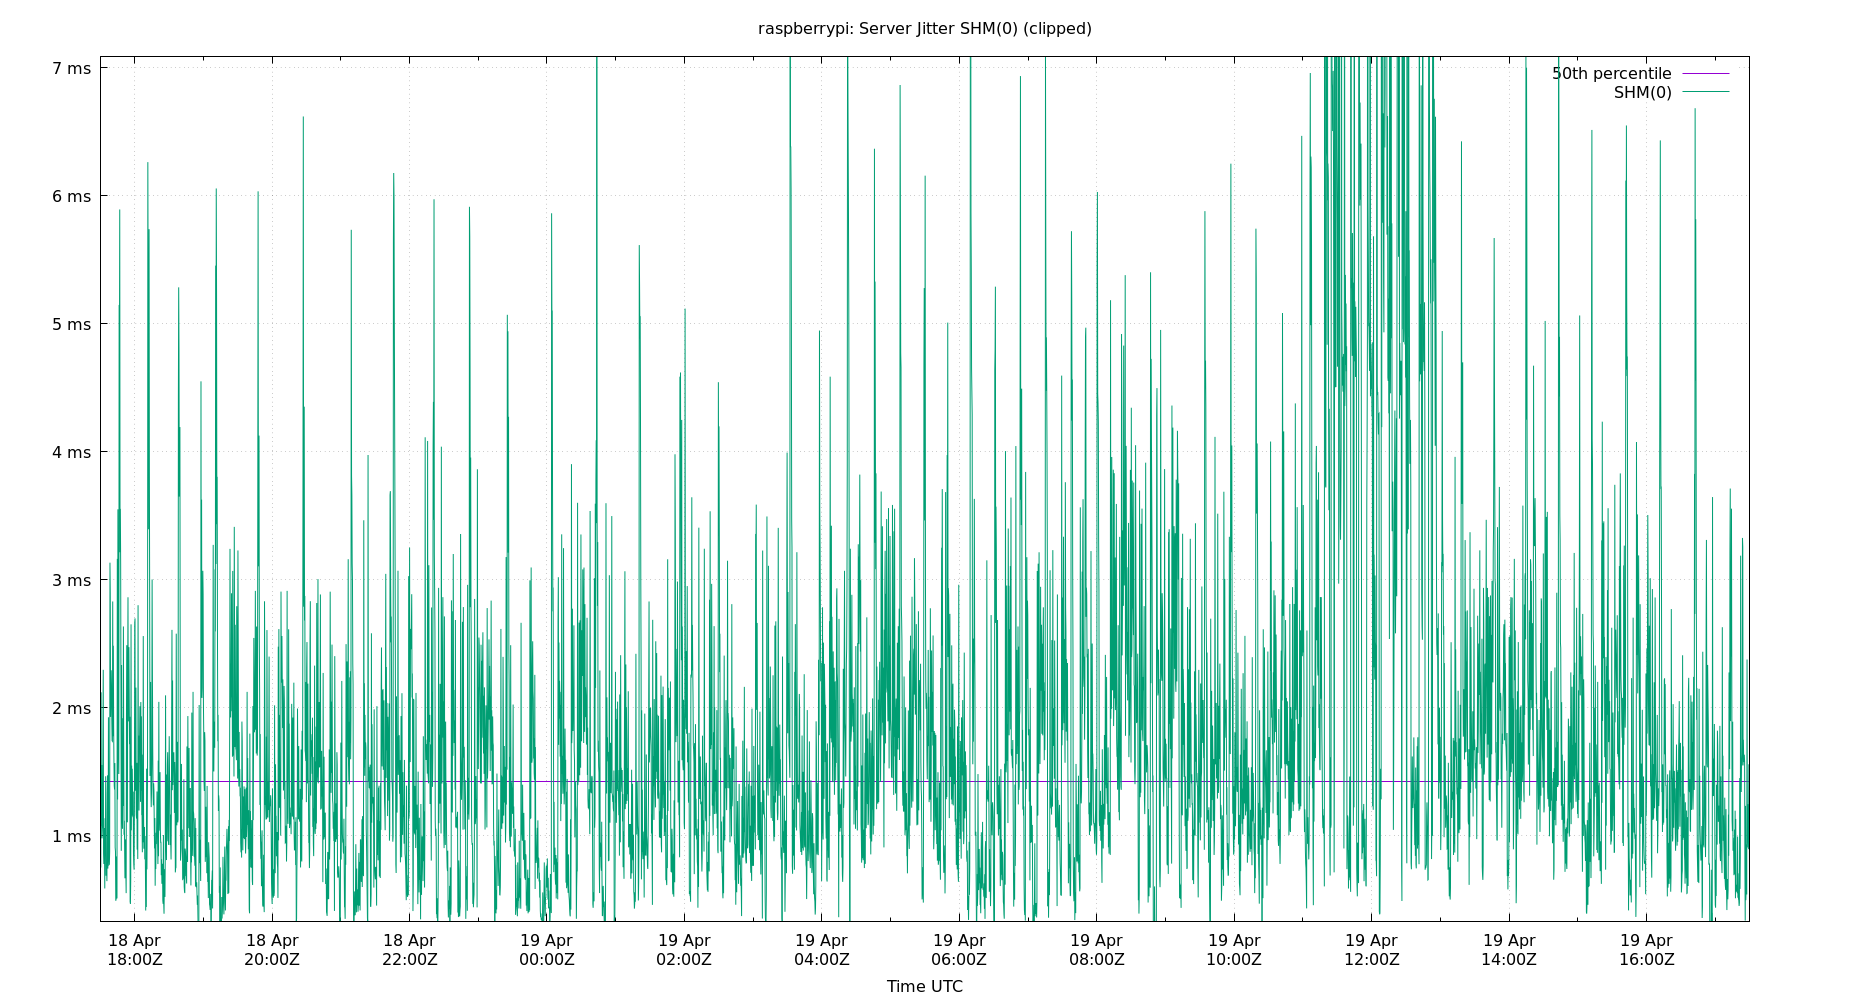 raspberrypi: Server Jitter SHM(0) (clipped)
7 ms
6 ms
5 ms
4 ms
3 ms
2 ms
1 ms
50th percentile
SHM(0)
18 Apr 18 Apr 18 Apr 19 Apr 19 Apr 19 Apr 19 Apr 19 Apr 19 Apr 19 Apr 19 Apr 19 Apr
18:00Z 20:00Z 22:00Z 00:00Z 02:00Z 04:00Z 06:00Z 08:00Z 10:00Z 12:00Z 14:00Z 16:00Z
Time UTC